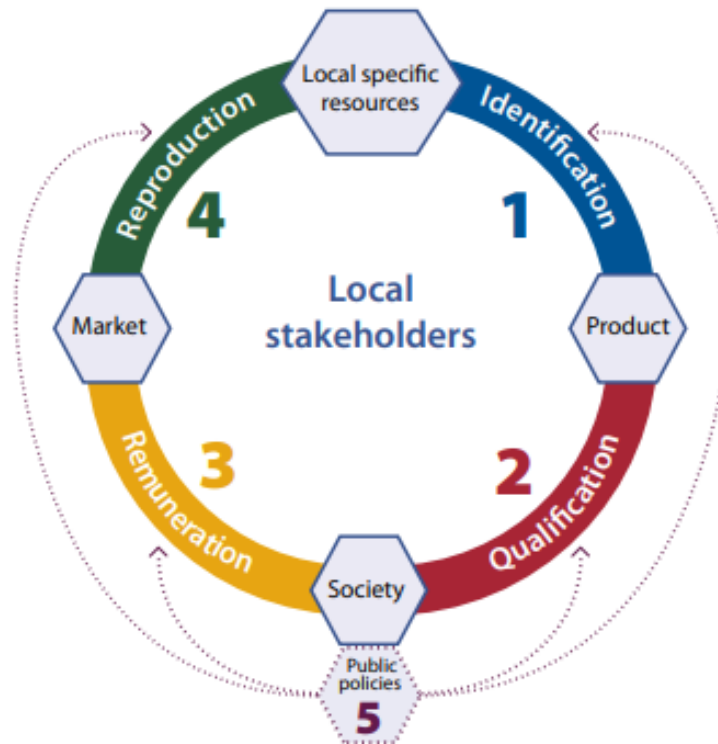 Local specific
resources
Identification
1
Product
Qualification
2
Society
Remuneration
3
Market
Reproduction
4
Local
stakeholders
Public
policies
5